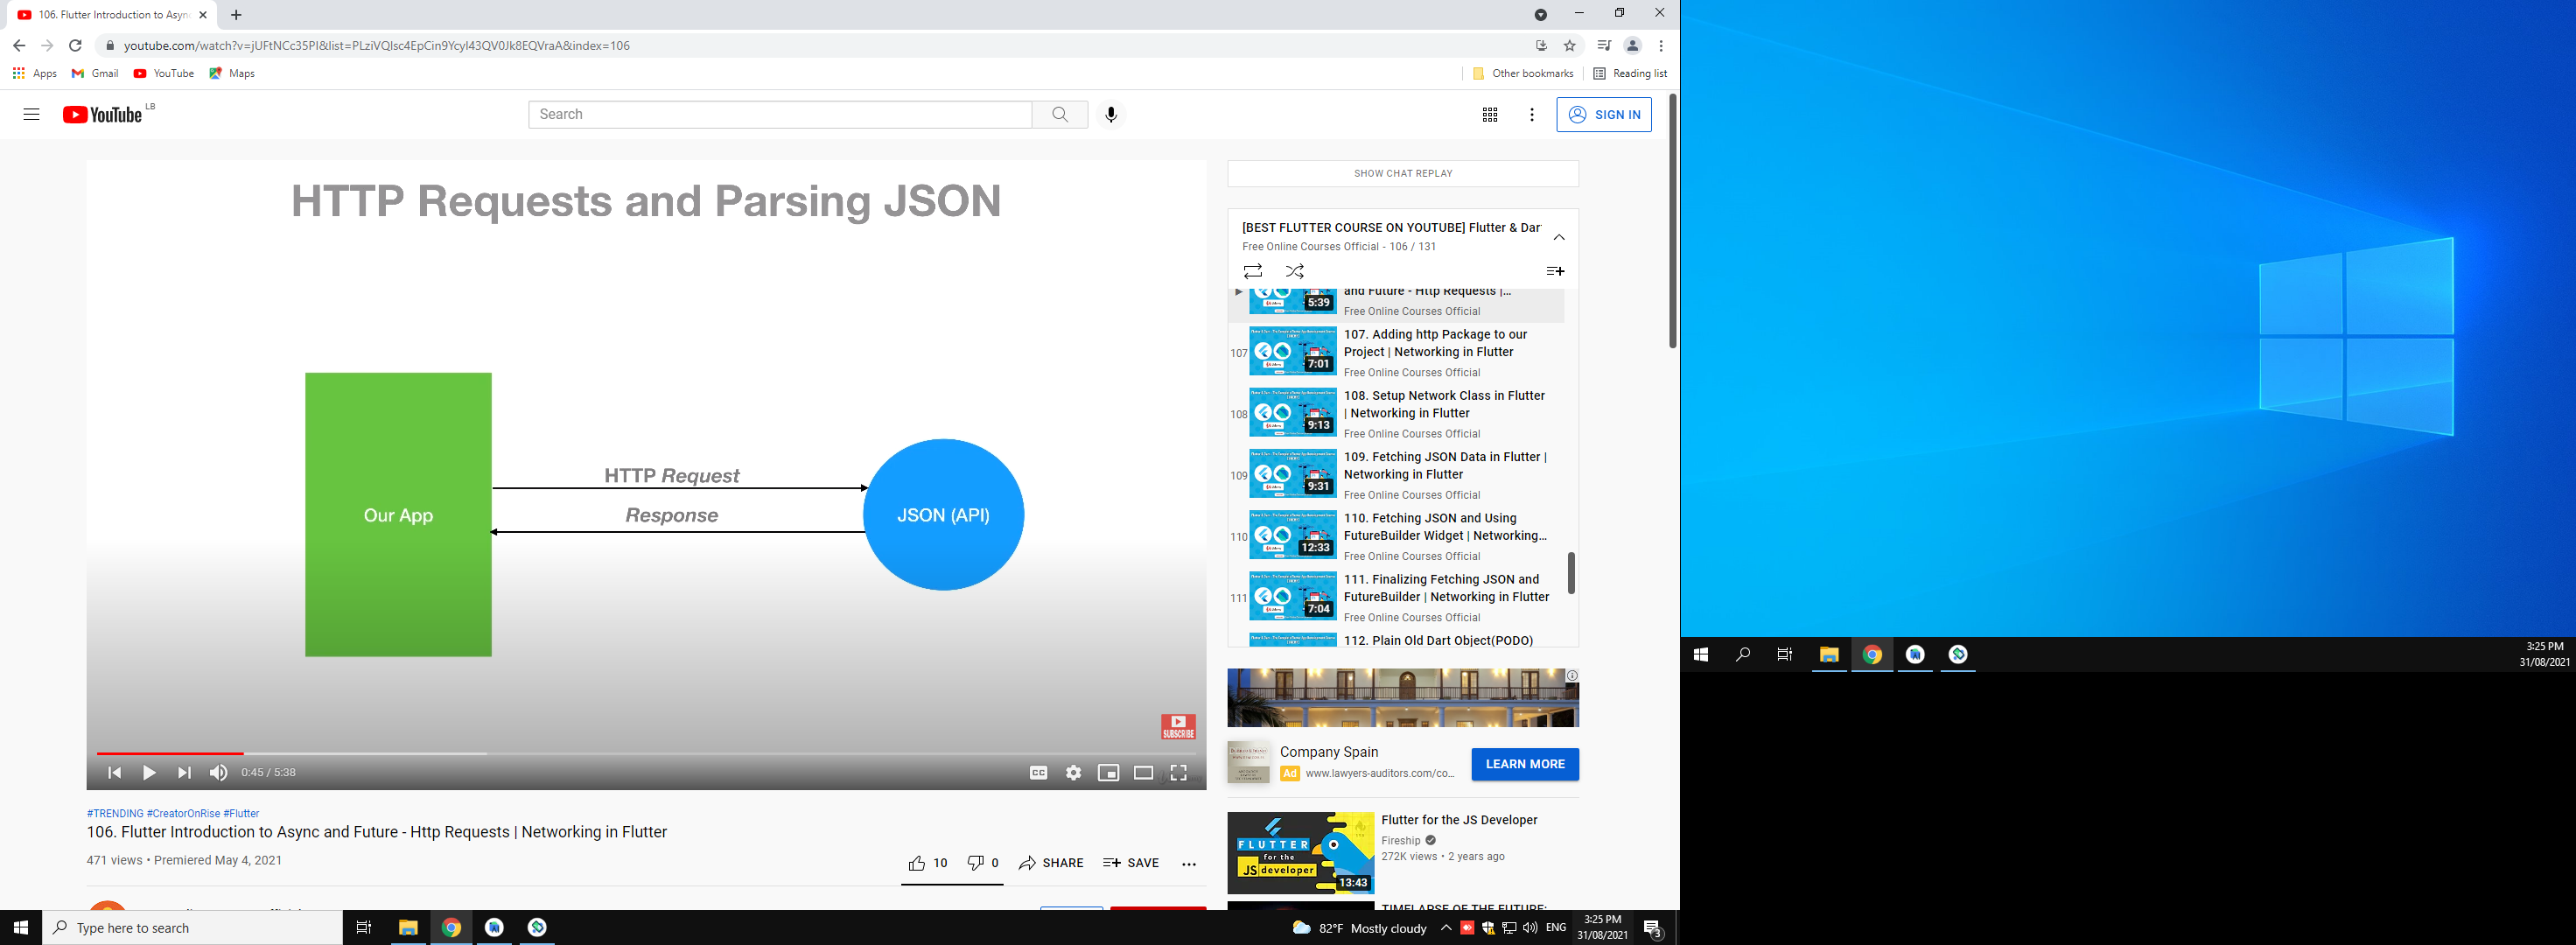 106. Flutter Introduction to Asyn
youtube.com/watch?v=jUFtNCc35PI&list=PLziVQIsc4EpCin9YcyI43QV0Jk8EQVraA&index=106
Apps
Gmail
YouTube
Maps
Other bookmarks
Reading list
YouTube LB
Search
SIGN IN
HTTP Requests and Parsing JSON
Our App
HTTP Request
Response
JSON (API)
SUBSCRIBE
0:45 / 5:38
CC
#TRENDING #CreatorOnRise #Flutter
106. Flutter Introduction to Async and Future - Http Requests | Networking in Flutter
471 views • Premiered May 4, 2021
10
0
SHARE
SAVE
SHOW CHAT REPLAY
[BEST FLUTTER COURSE ON YOUTUBE] Flutter & Dar
Free Online Courses Official - 106 / 131
5:39
and Future - Http Requests |...
Free Online Courses Official
107
7:01
107. Adding http Package to our
Project | Networking in Flutter
Free Online Courses Official
108
9:13
108. Setup Network Class in Flutter
| Networking in Flutter
Free Online Courses Official
109
9:31
109. Fetching JSON Data in Flutter |
Networking in Flutter
Free Online Courses Official
110
12:33
110. Fetching JSON and Using
FutureBuilder Widget | Networking...
Free Online Courses Official
111
7:04
111. Finalizing Fetching JSON and
FutureBuilder | Networking in Flutter
Free Online Courses Official
112. Plain Old Dart Object(PODO)
Company Spain
Ad www.lawyers-auditors.com/co...
LEARN MORE
FLUTTER
for the
JS developer
13:43
Flutter for the JS Developer
Fireship
272K views • 2 years ago
TIMELAPSE OF THE FUTURE:
Type here to search
82°F Mostly cloudy
ENG
3:25 PM
31/08/2021
3
3:25 PM
31/08/2021